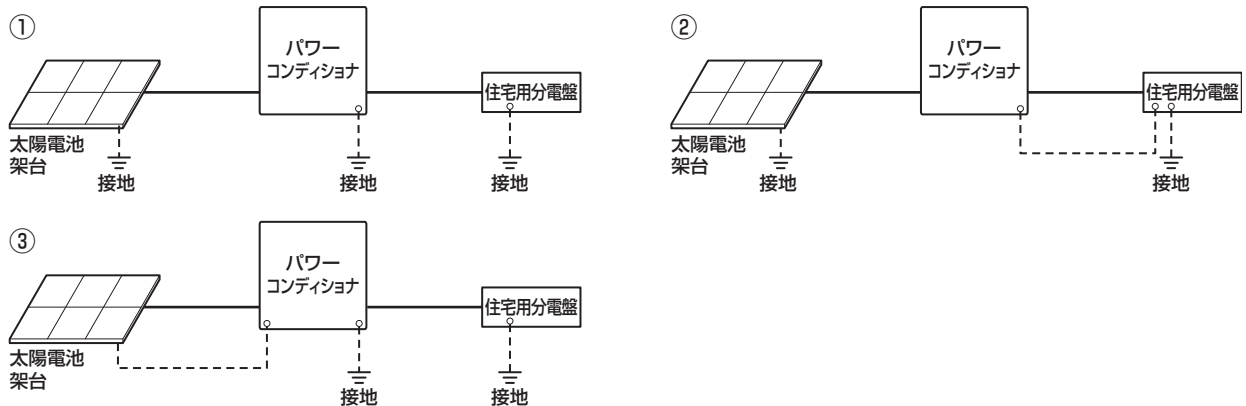 ①
パワー
コンディショナ
住宅用分電盤
太陽電池
架台
接地
接地
接地
②
パワー
コンディショナ
住宅用分電盤
太陽電池
架台
接地
接地
③
パワー
コンディショナ
住宅用分電盤
太陽電池
架台
接地
接地